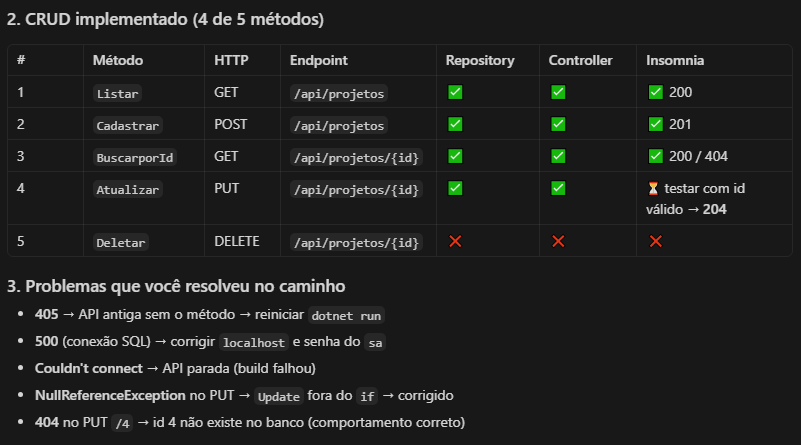 2. CRUD implementado (4 de 5 métodos)
# Método HTTP Endpoint Repository Controller Insomnia
1 Listar GET /api/projetos ✅ ✅ ✅ 200
2 Cadastrar POST /api/projetos ✅ ✅ ✅ 201
3 BuscarporId GET /api/projetos/{id} ✅ ✅ ✅ 200 / 404
4 Atualizar PUT /api/projetos/{id} ✅ ✅ ⏳ testar com id
válido → 204
5 Deletar DELETE /api/projetos/{id} ❌ ❌ ❌
3. Problemas que você resolveu no caminho
• 405 → API antiga sem o método → reiniciar dotnet run
• 500 (conexão SQL) → corrigir localhost e senha do sa
• Couldn't connect → API parada (build falhou)
• NullReferenceException no PUT → Update fora do if → corrigido
• 404 no PUT /4 → id 4 não existe no banco (comportamento correto)